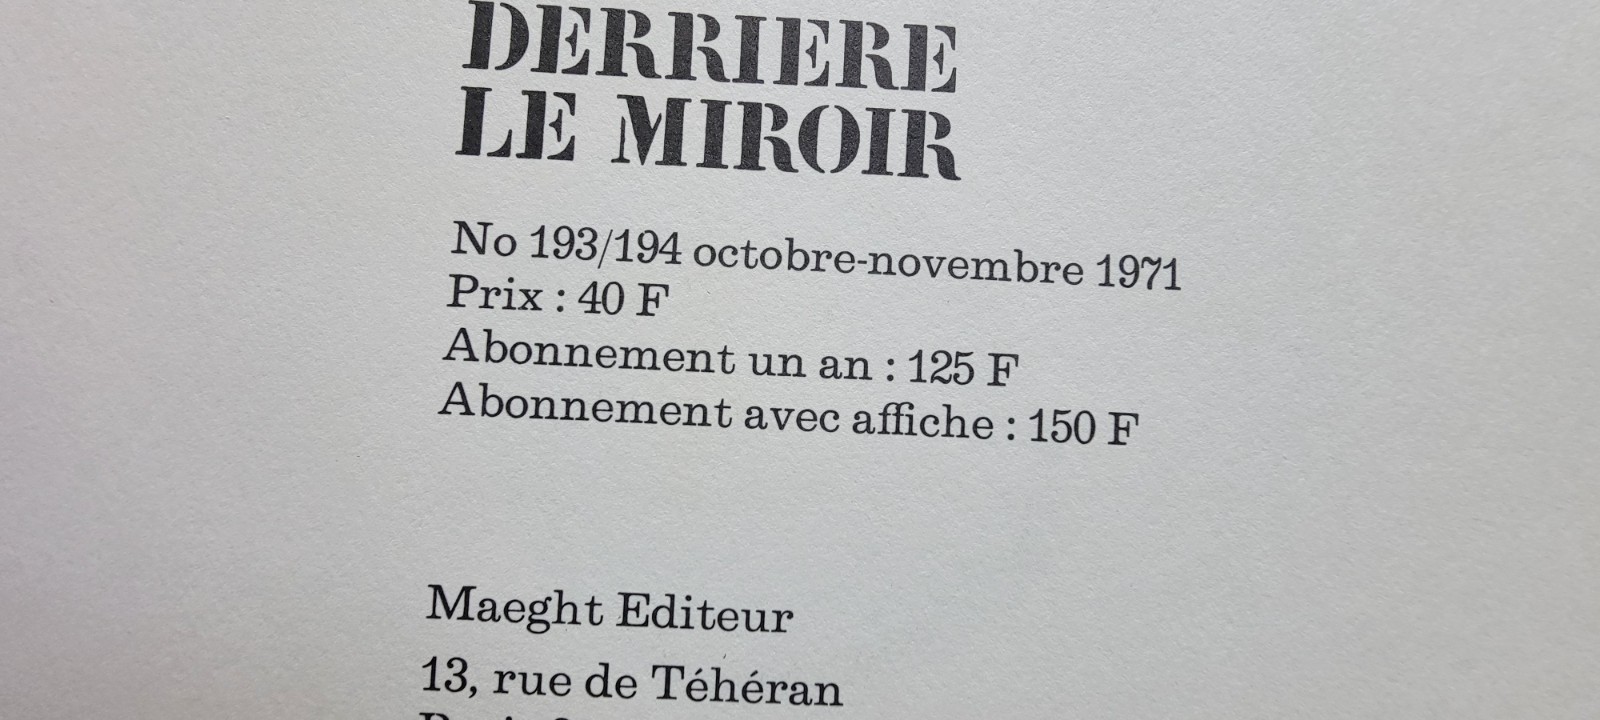 DERRIERE
LE MIROIR
No 193/194 octobre-novembre 1971
Prix : 40 F
Abonnement un an : 125 F
Abonnement avec affiche : 150 F
Maeght Editeur
13, rue de Téhéran